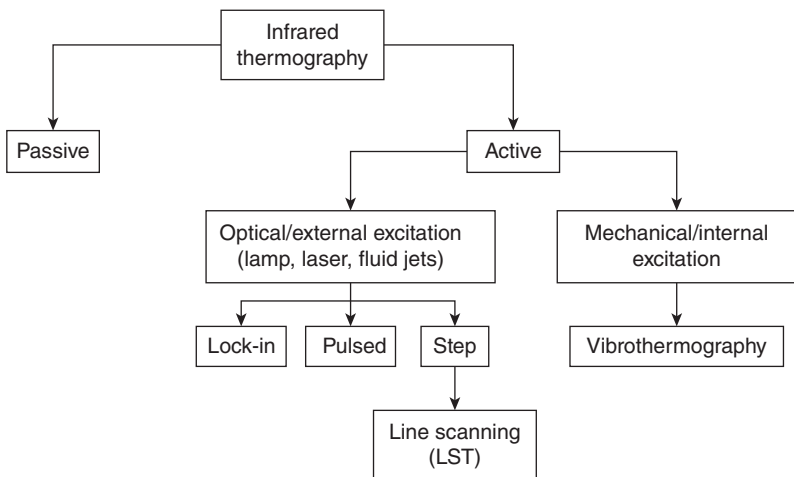 Infrared
thermography
Passive
Active
Optical/external excitation
(lamp, laser, fluid jets)
Mechanical/internal
excitation
Lock-in
Pulsed
Step
Vibrothermography
Line scanning
(LST)